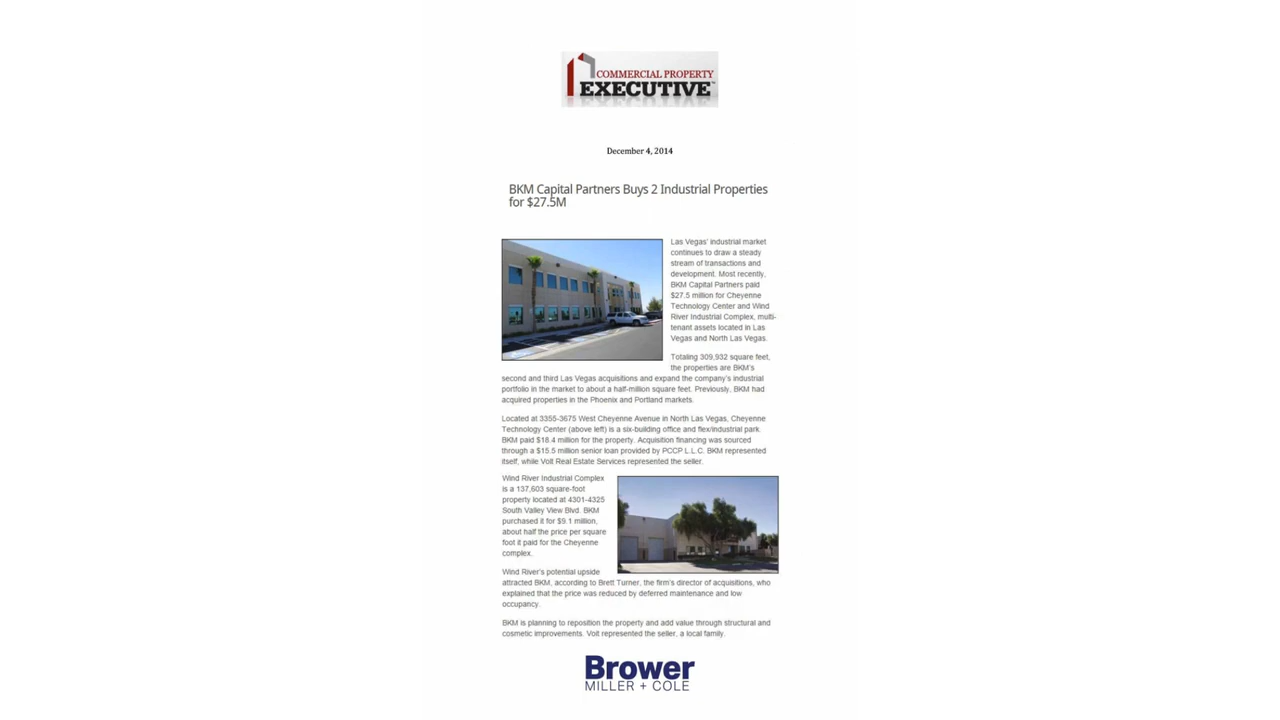 COMMERCIAL PROPERTY
EXECUTIVE
December 4, 2014
BKM Capital Partners Buys 2 Industrial Properties
for $27.5M
Las Vegas' industrial market
continues to draw a steady
stream of transactions and
development. Most recently,
BKM Capital Partners paid
$27.5 million for Cheyenne
Technology Center and Wind
River Industrial Complex, multi-
tenant assets located in Las
Vegas and North Las Vegas.
Totaling 309,932 square feet,
the properties are BKM's
second and third Las Vegas acquisitions and expand the company's industrial
portfolio in the market to about a half-million square feet. Previously, BKM had
acquired properties in the Phoenix and Portland markets.
Located at 3355-3675 West Cheyenne Avenue in North Las Vegas, Cheyenne
Technology Center (above left) is a six-building office and flex/industrial park.
BKM paid $18.4 million for the property. Acquisition financing was sourced
through a $15.5 million senior loan provided by PCCP L.L.C. BKM represented
itself, while Voit Real Estate Services represented the seller.
Wind River Industrial Complex
is a 137,603 square-foot
property located at 4301-4325
South Valley View Blvd. BKM
purchased it for $9.1 million,
about half the price per square
foot it paid for the Cheyenne
complex.
Wind River's potential upside
attracted BKM, according to Brett Turner, the firm's director of acquisitions, who
explained that the price was reduced by deferred maintenance and low
occupancy.
BKM is planning to reposition the property and add value through structural and
cosmetic improvements. Voit represented the seller, a local family.
Brower
MILLER + COLE